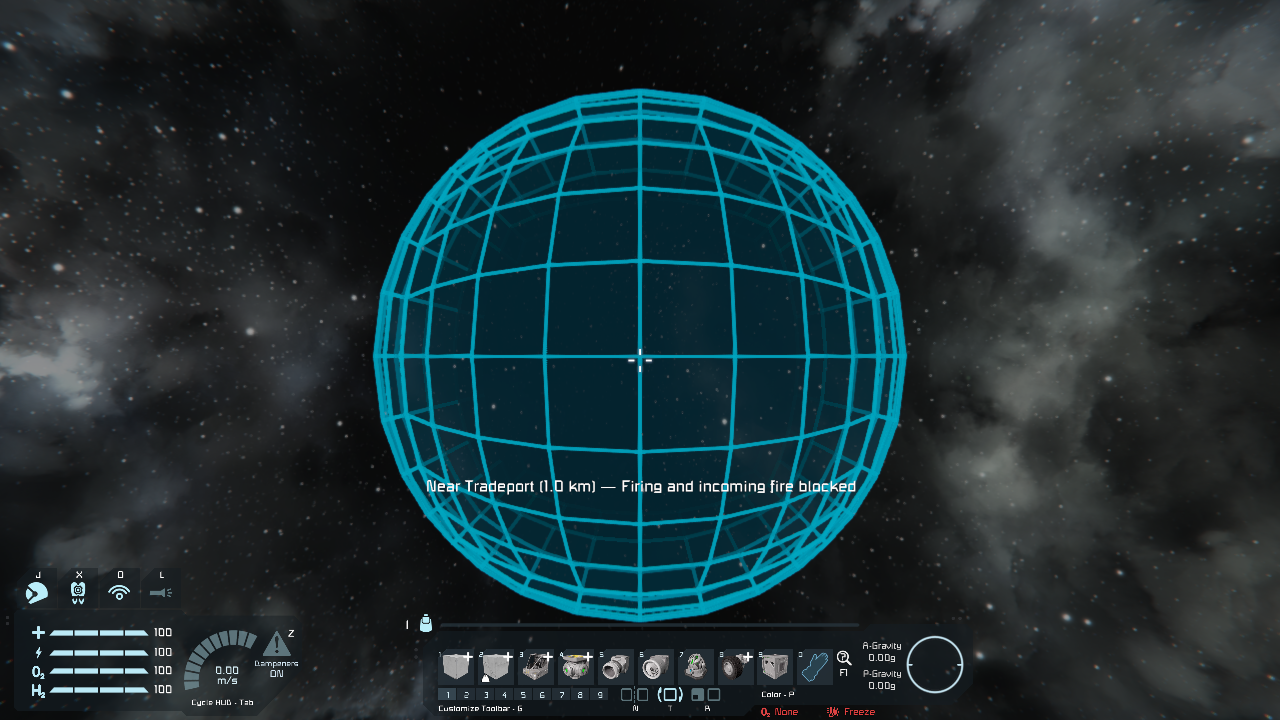 Near Tradeport (1.0 km) — Firing and incoming fire blocked
J X O L
100
100
O₂ 100
H₂ 100
0.00
m/s
Z
Dampeners
ON
Cycle HUD - Tab
I
1 2 3 4 5 6 7 8 9 0
F1
1 2 3 4 5 6 7 8 9
N T R
Customize Toolbar - G
Color - P
A-Gravity
0.00g
P-Gravity
0.00g
O₂ None
Freeze